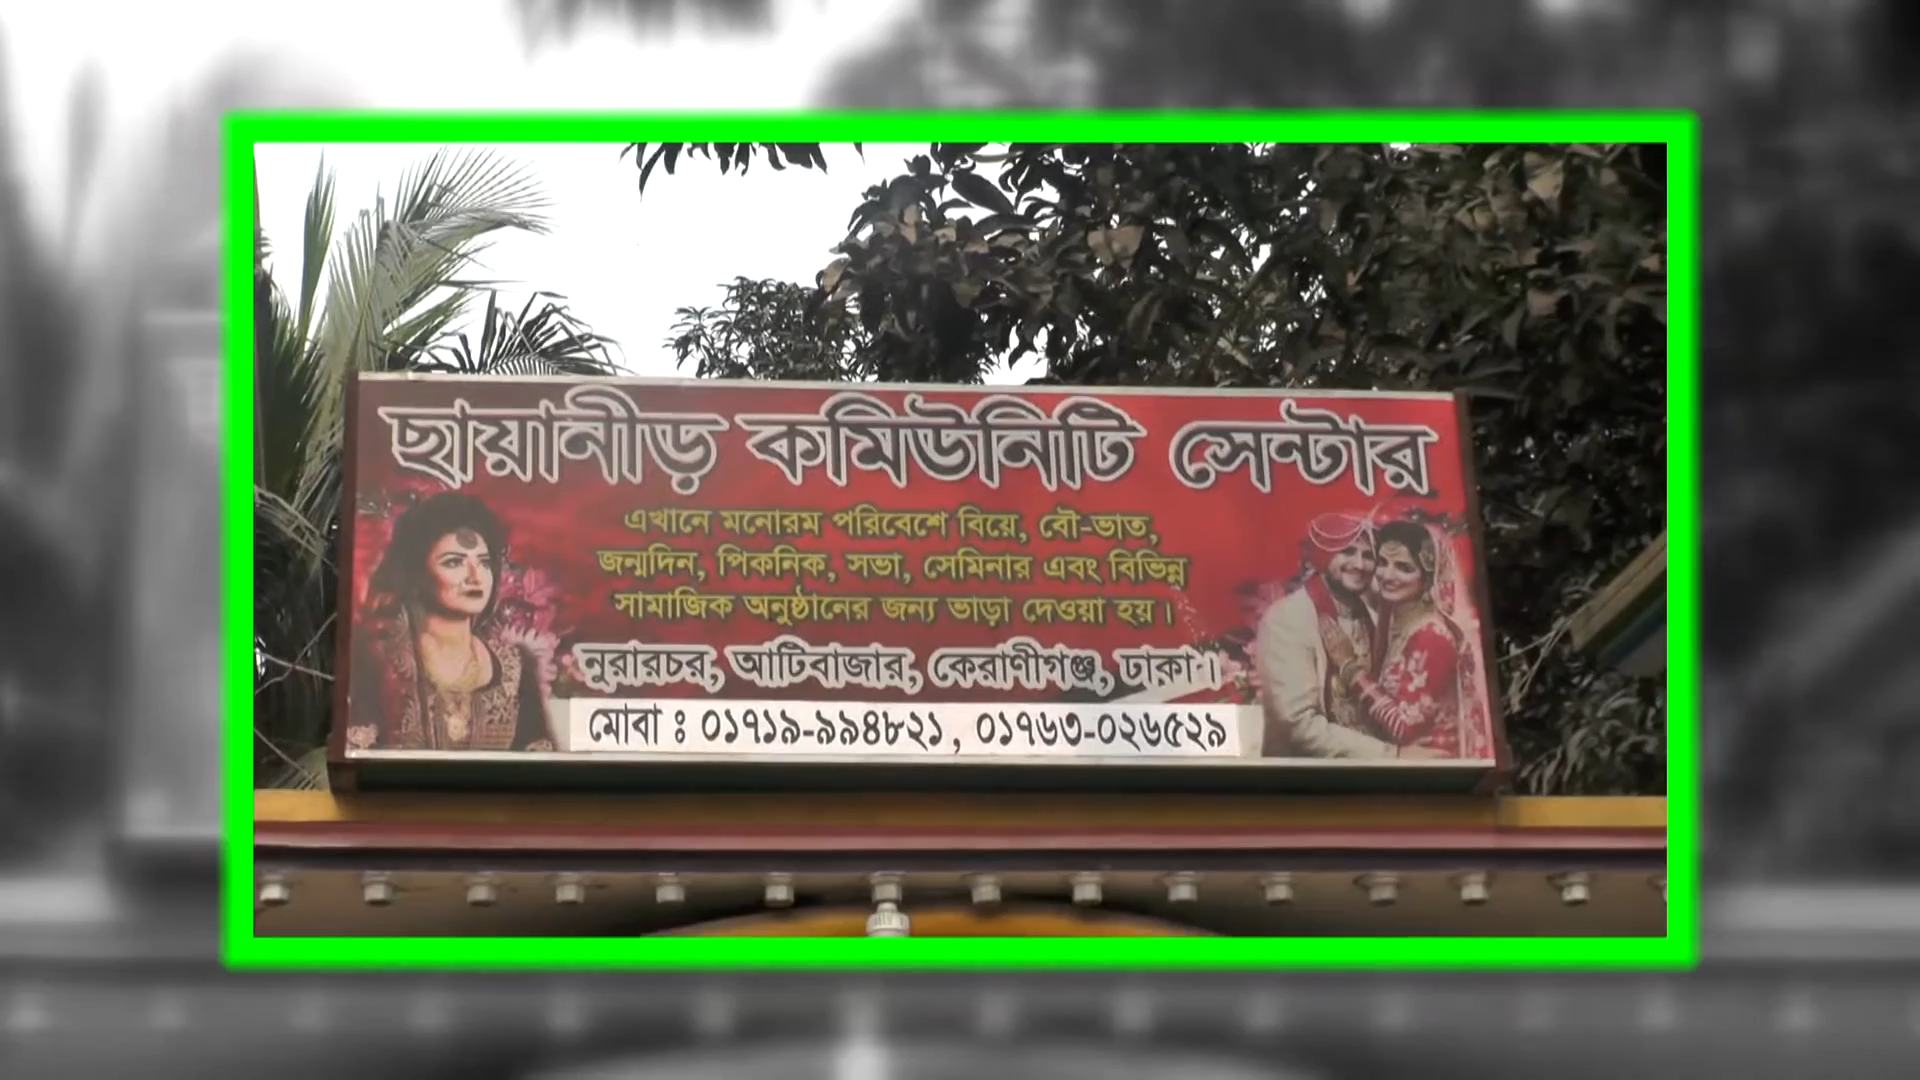 ছায়ানীড় কমিউনিটি সেন্টার
এখানে মনোরম পরিবেশে বিয়ে, বৌ-ভাত,
জন্মদিন, পিকনিক, সভা, সেমিনার এবং বিভিন্ন
সামাজিক অনুষ্ঠানের জন্য ভাড়া দেওয়া হয়।
নুরারচর, আটিবাজার, কেরাণীগঞ্জ, ঢাকা।
মোবা ঃ ০১৭১৯-৯৯৪৮২১, ০১৭৬৩-০২৬৫২৯